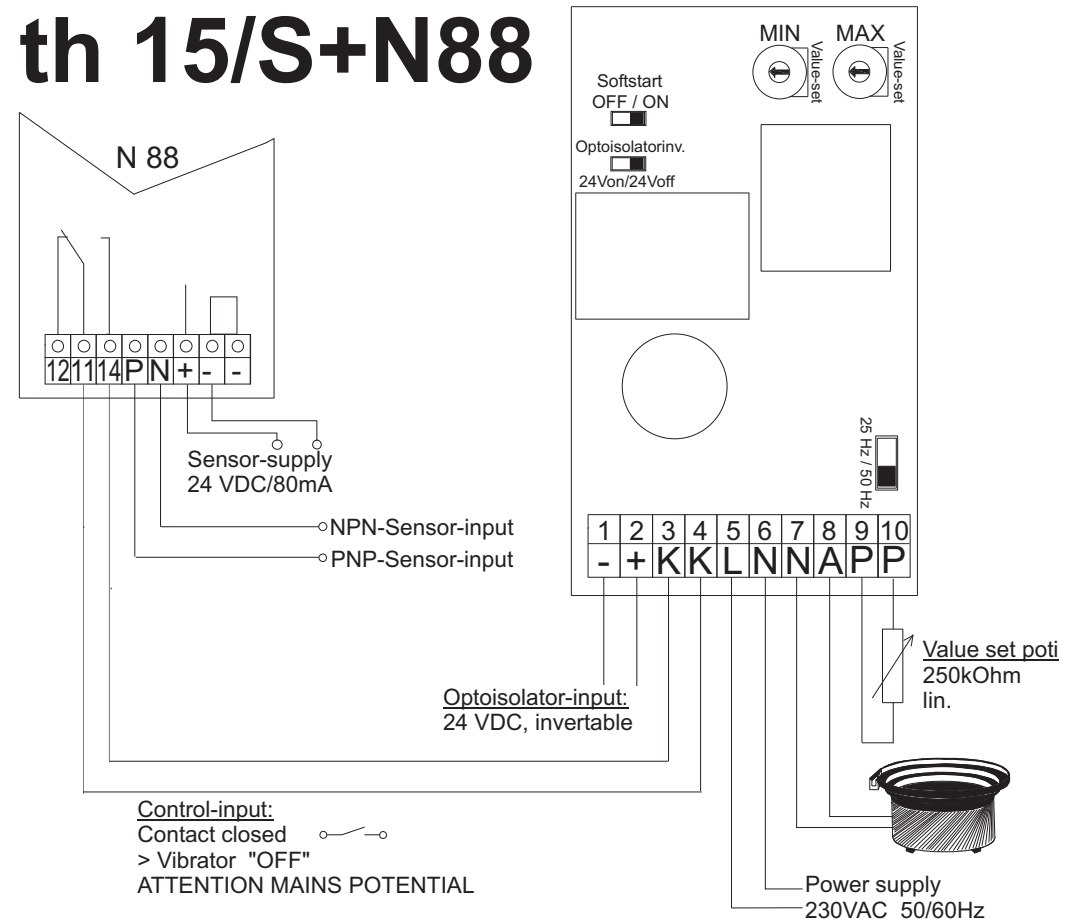 th 15/S+N88
N 88
12 11 14 P N + - -
Sensor-supply
24 VDC/80mA
NPN-Sensor-input
PNP-Sensor-input
MIN
Value-set
MAX
Value-set
Softstart
OFF / ON
Optoisolatorinv.
24Von/24Voff
25 Hz / 50 Hz
1 2 3 4 5 6 7 8 9 10
- + K K L N N A P P
Optoisolator-input:
24 VDC, invertable
Value set poti
250kOhm
lin.
Control-input:
Contact closed
> Vibrator "OFF"
ATTENTION MAINS POTENTIAL
Power supply
230VAC 50/60Hz